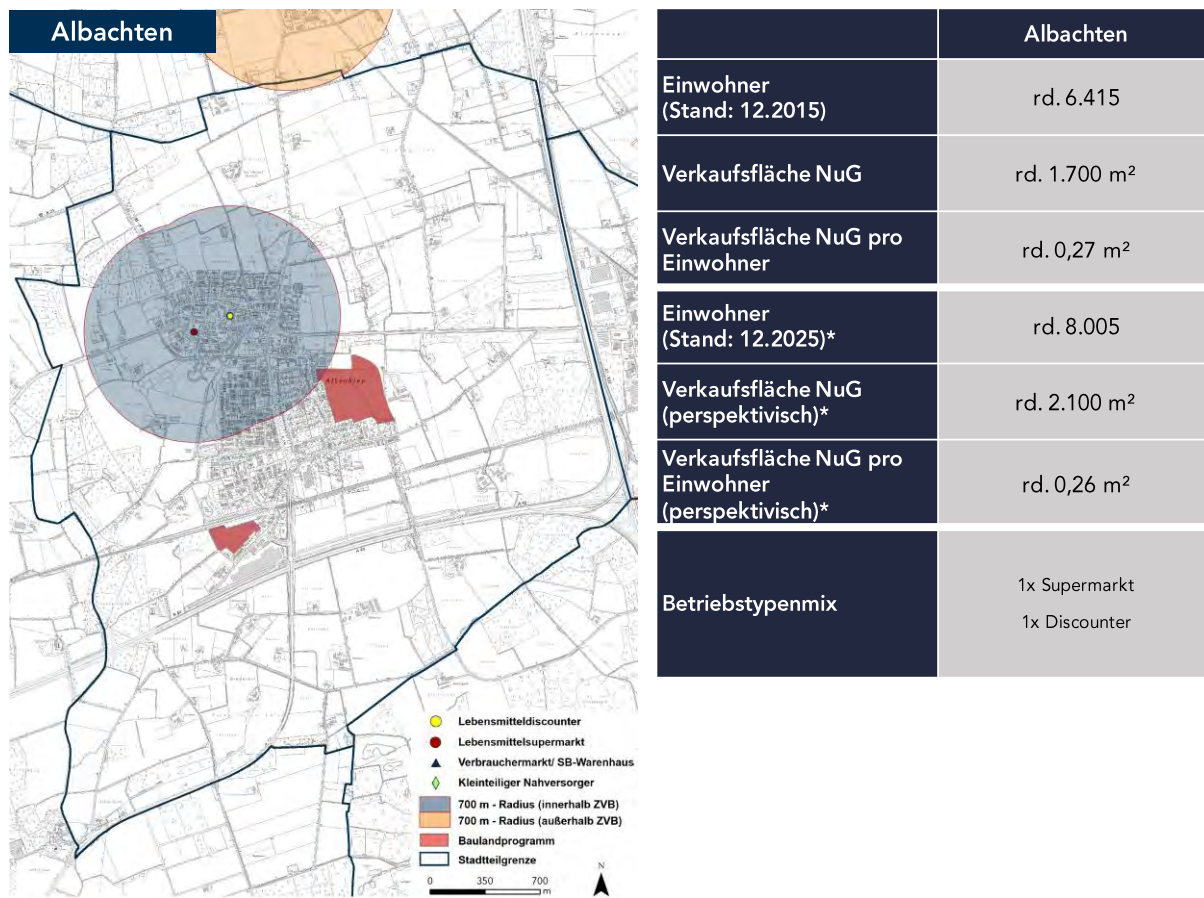 Albachten
Albachten
Einwohner
(Stand: 12.2015)
rd. 6.415
Verkaufsfläche NuG
rd. 1.700 m²
Verkaufsfläche NuG pro
Einwohner
rd. 0,27 m²
Einwohner
(Stand: 12.2025)*
rd. 8.005
Verkaufsfläche NuG
(perspektivisch)*
rd. 2.100 m²
Verkaufsfläche NuG pro
Einwohner
(perspektivisch)*
rd. 0,26 m²
Betriebstypenmix
1x Supermarkt
1x Discounter
Lebensmitteldiscounter
Lebensmittelsupermarkt
Verbrauchermarkt/ SB-Warenhaus
Kleinteiliger Nahversorger
700 m - Radius (innerhalb ZVB)
700 m - Radius (außerhalb ZVB)
Baulandprogramm
Stadtteilgrenze
0 350 700
m
N